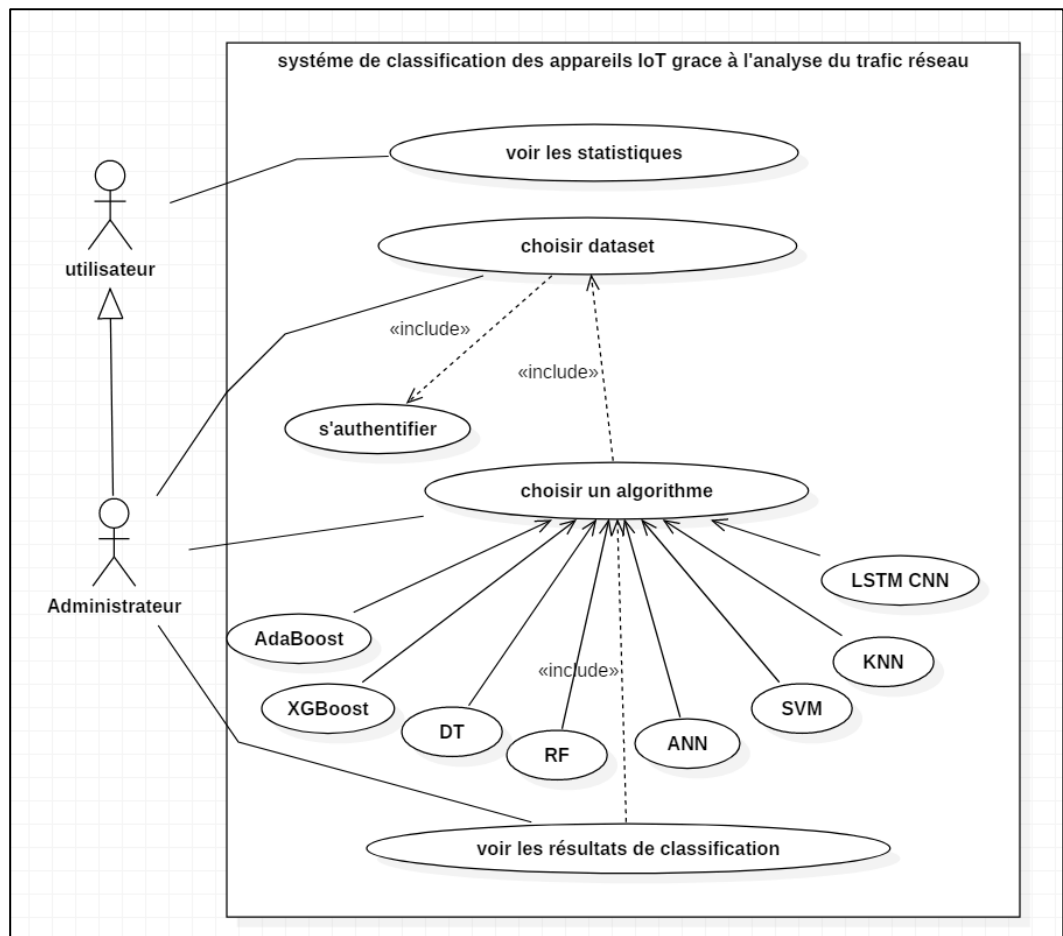 systéme de classification des appareils IoT grace à l'analyse du trafic réseau
voir les statistiques
utilisateur
choisir dataset
«include»
«include»
s'authentifier
choisir un algorithme
Administrateur
LSTM CNN
AdaBoost
KNN
«include»
XGBoost
SVM
DT
ANN
RF
voir les résultats de classification